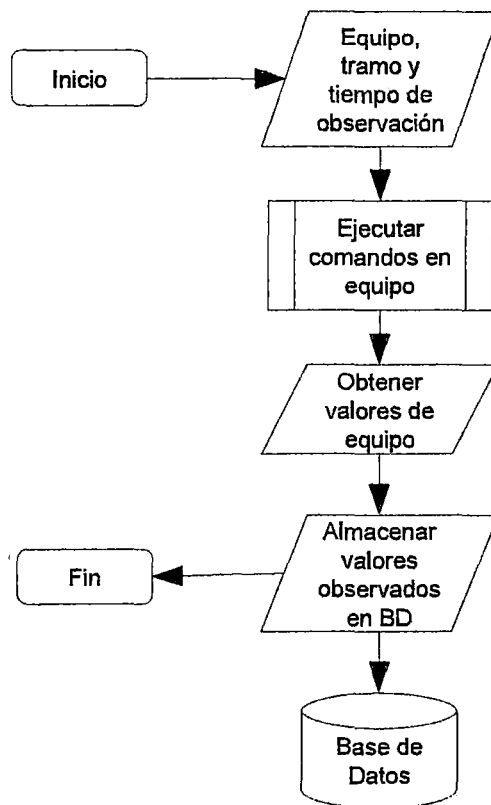 Inicio
Equipo,
tramo y
tiempo de
observación
Ejecutar
comandos en
equipo
Obtener
valores de
equipo
Almacenar
valores
observados
en BD
Fin
Base de
Datos